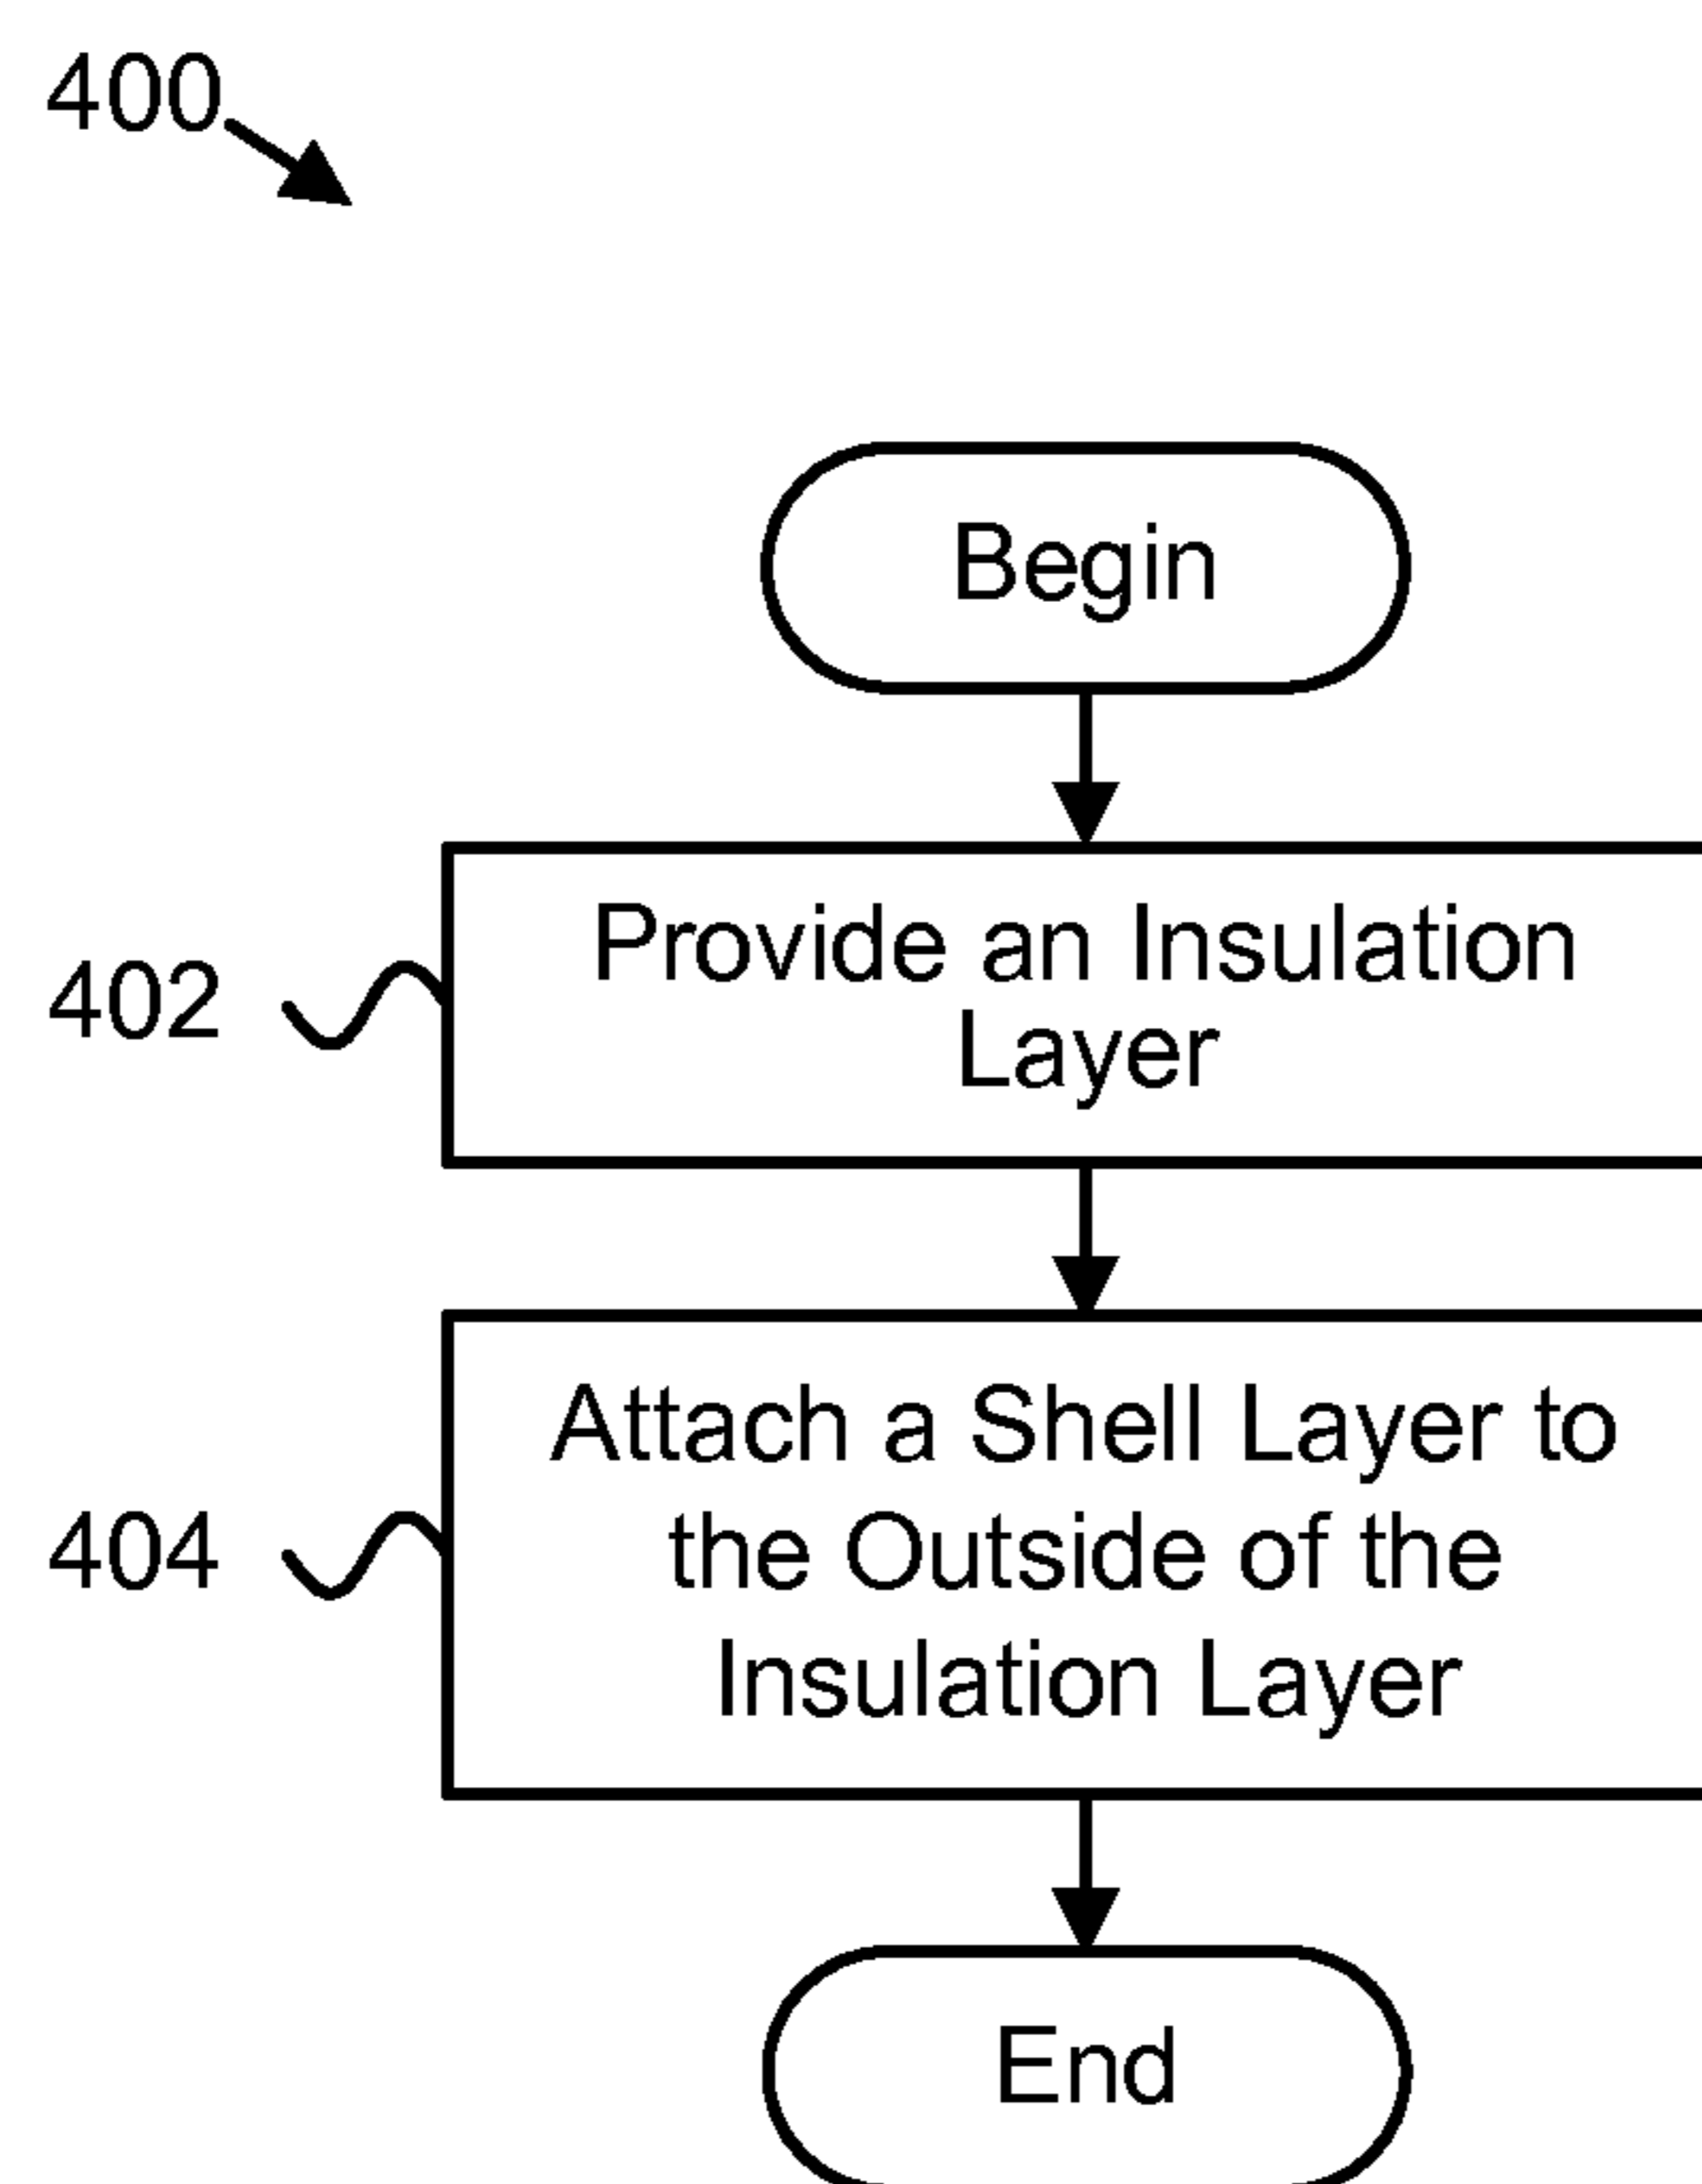 400
Begin
402
Provide an Insulation
Layer
404
Attach a Shell Layer to
the Outside of the
Insulation Layer
End